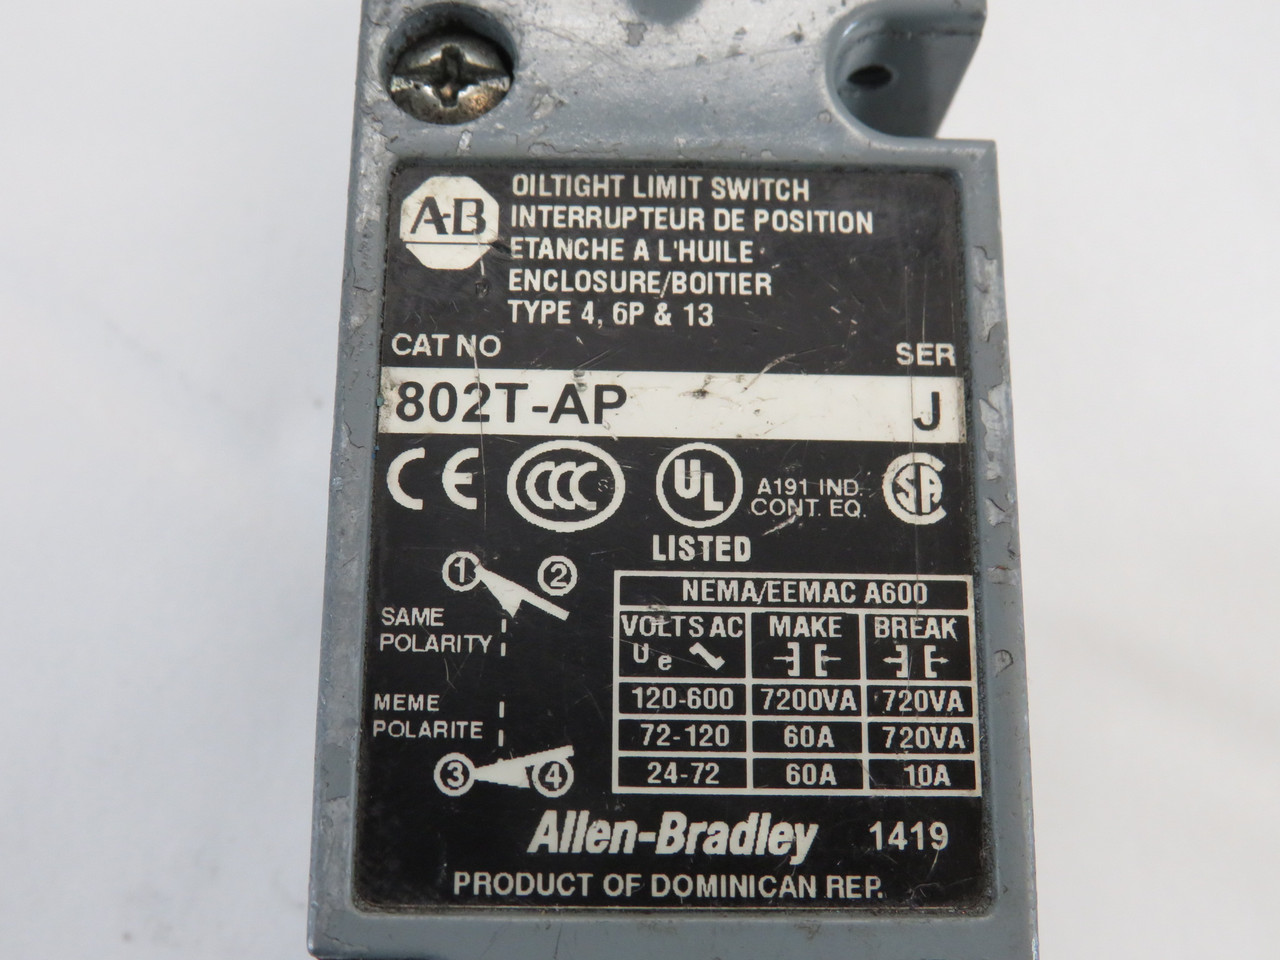 A-B
OILTIGHT LIMIT SWITCH
INTERRUPTEUR DE POSITION
ETANCHE A L'HUILE
ENCLOSURE/BOITIER
TYPE 4, 6P & 13
CAT NO SER
802T-AP J
CE CCC UL LISTED A191 IND. CONT. EQ. SA
1 2
SAME
POLARITY
MEME
POLARITE
3 4
NEMA/EEMAC A600
VOLTS AC MAKE BREAK
Ue
120-600 7200VA 720VA
72-120 60A 720VA
24-72 60A 10A
Allen-Bradley 1419
PRODUCT OF DOMINICAN REP.